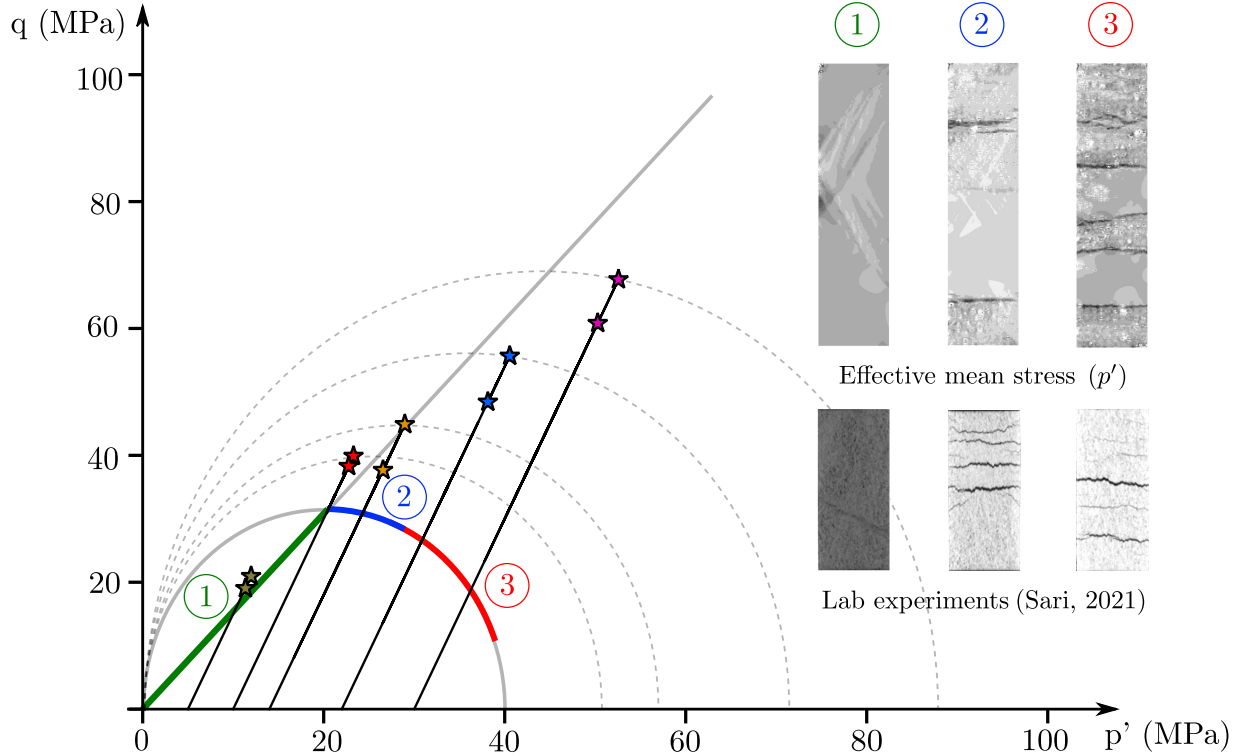 q (MPa)
1 2 3
100
80
60
Effective mean stress (p′)
40
2
20
1
3
Lab experiments (Sari, 2021)
0 20 40 60 80 100 p' (MPa)